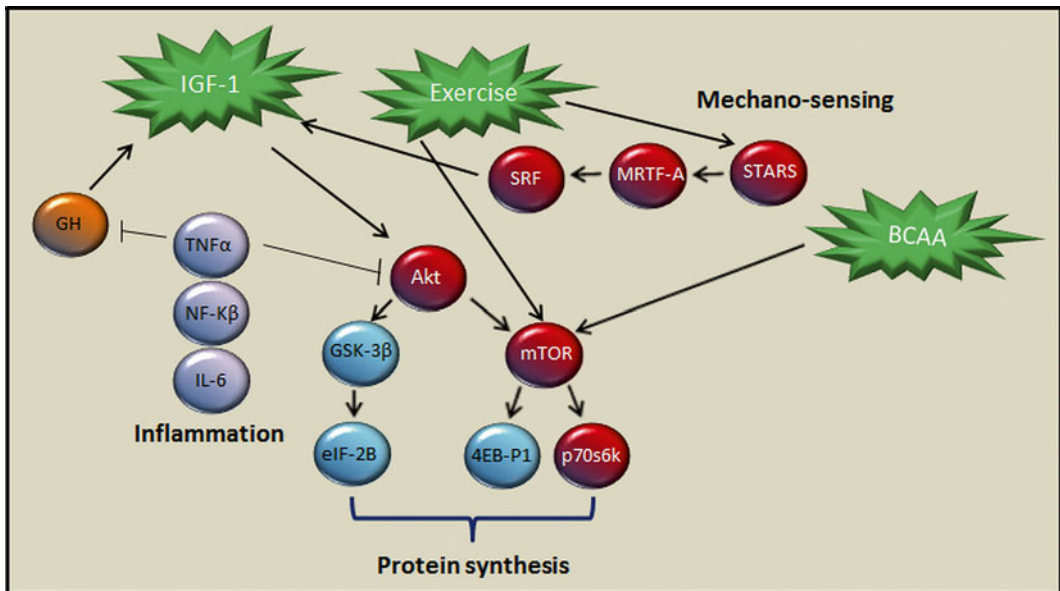 IGF-1
Exercise
Mechano-sensing
SRF
MRTF-A
STARS
GH
TNFα
BCAA
Akt
NF-Kβ
GSK-3β
mTOR
IL-6
Inflammation
eIF-2B
4EB-P1
p70s6k
Protein synthesis